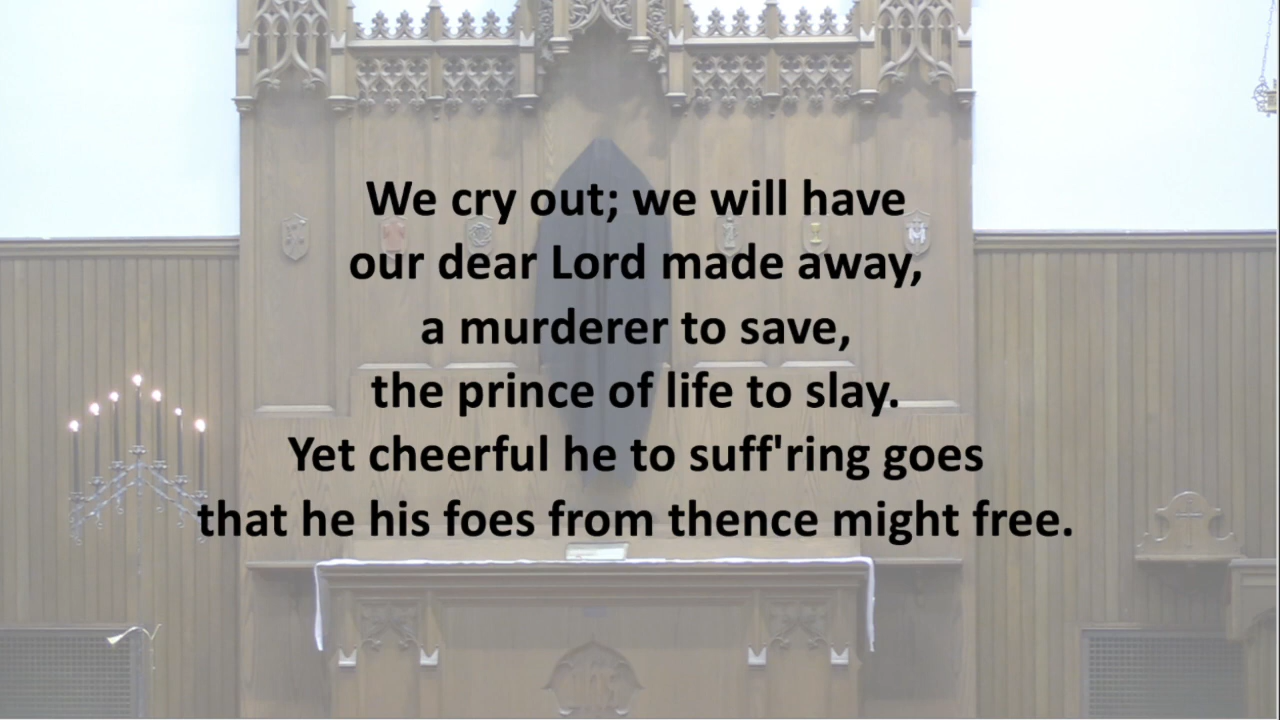 We cry out; we will have
our dear Lord made away,
a murderer to save,
the prince of life to slay.
Yet cheerful he to suff'ring goes
that he his foes from thence might free.